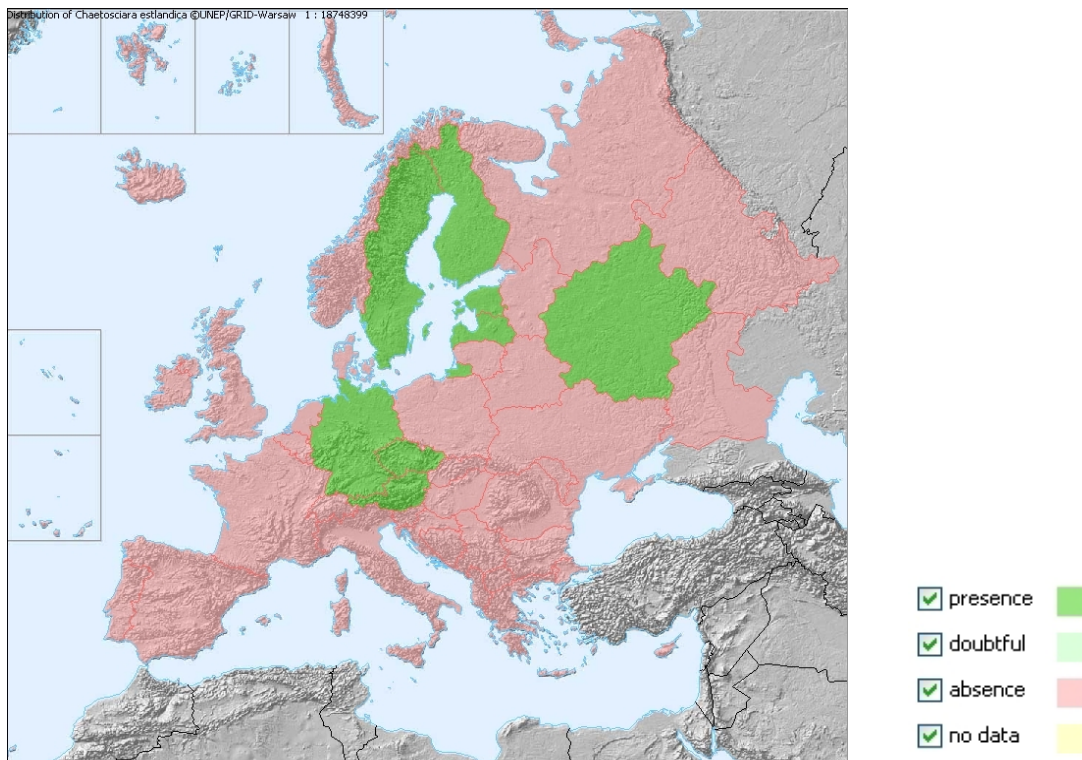 Distribution of Chaetosciara estlandica ©UNEP/GRID-Warsaw 1 : 18748399
presence
doubtful
absence
no data